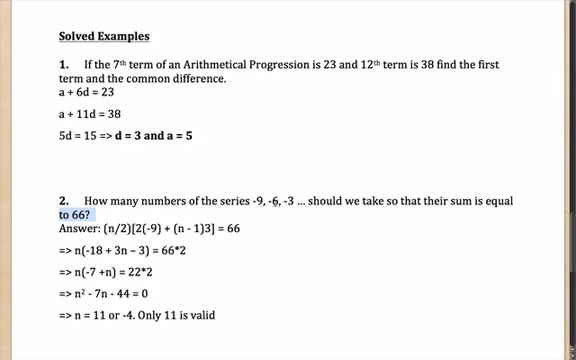 Solved Examples
1. If the 7th term of an Arithmetical Progression is 23 and 12th term is 38 find the first
term and the common difference.
a + 6d = 23
a + 11d = 38
5d = 15 => d = 3 and a = 5
2. How many numbers of the series -9, -6, -3 ... should we take so that their sum is equal
to 66?
Answer: (n/2)[2(-9) + (n - 1)3] = 66
=> n(-18 + 3n – 3) = 66*2
=> n(-7 +n) = 22*2
=> n² - 7n - 44 = 0
=> n = 11 or -4. Only 11 is valid